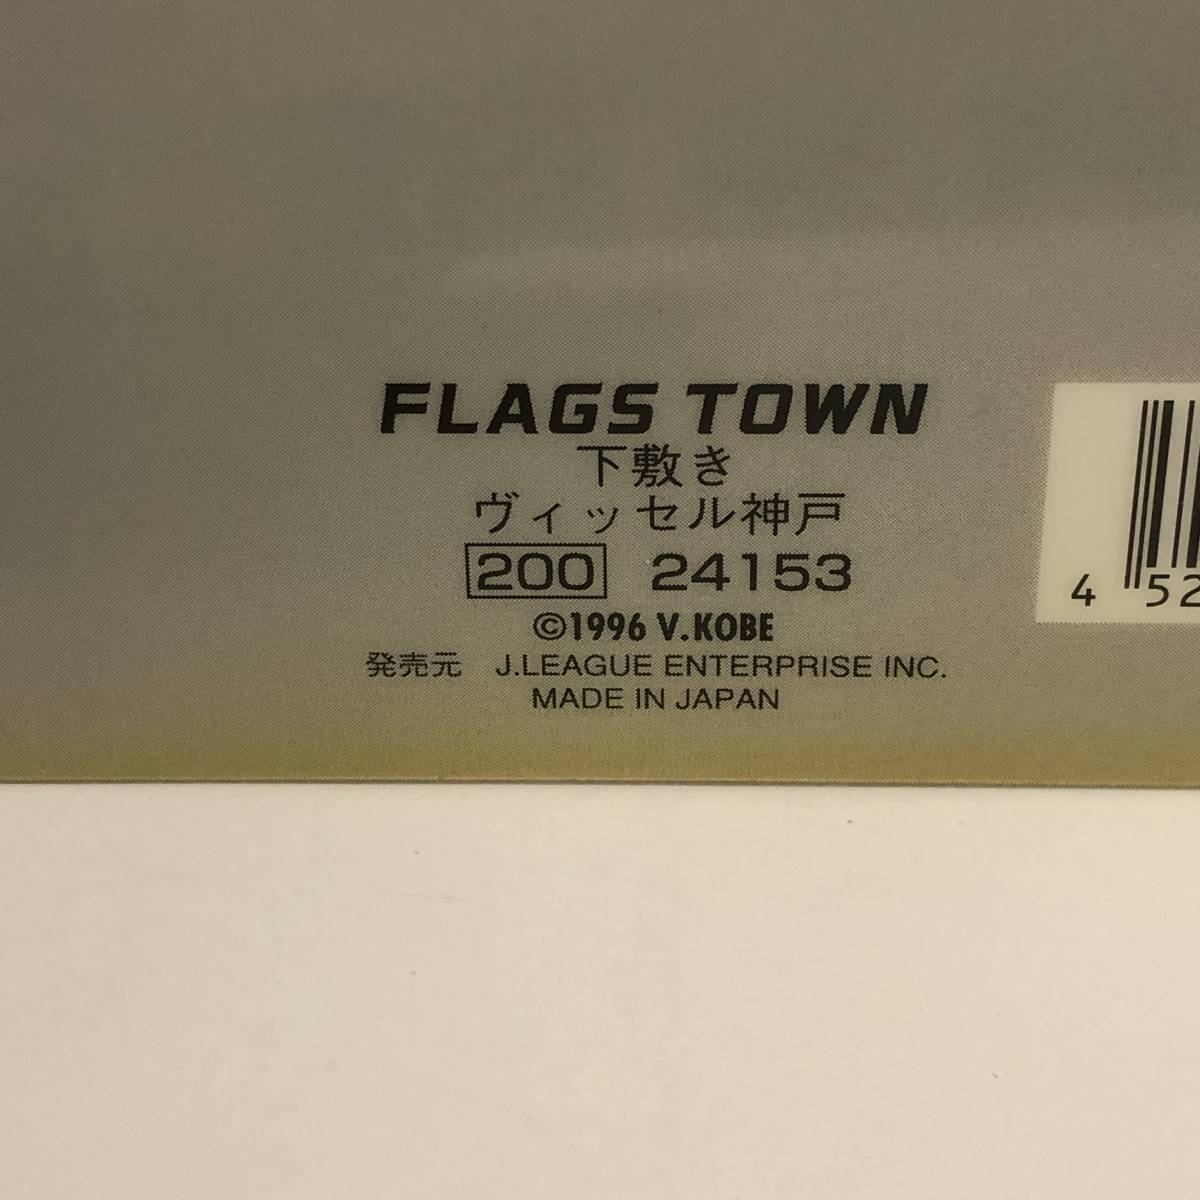 FLAGS TOWN
下敷き
ヴィッセル神戸
200 24153
©1996 V.KOBE
発売元 J.LEAGUE ENTERPRISE INC.
MADE IN JAPAN
4 52